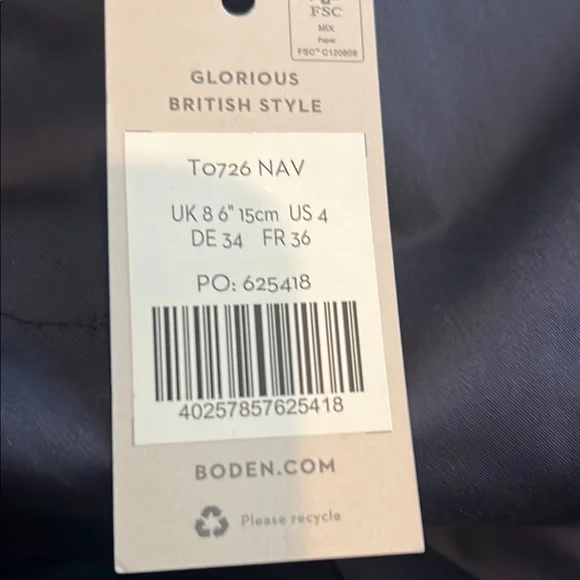 FSC
MIX
Paper
FSC™ C120609
GLORIOUS
BRITISH STYLE
T0726 NAV
UK 8 6" 15cm US 4
DE 34 FR 36
PO: 625418
40257857625418
BODEN.COM
Please recycle